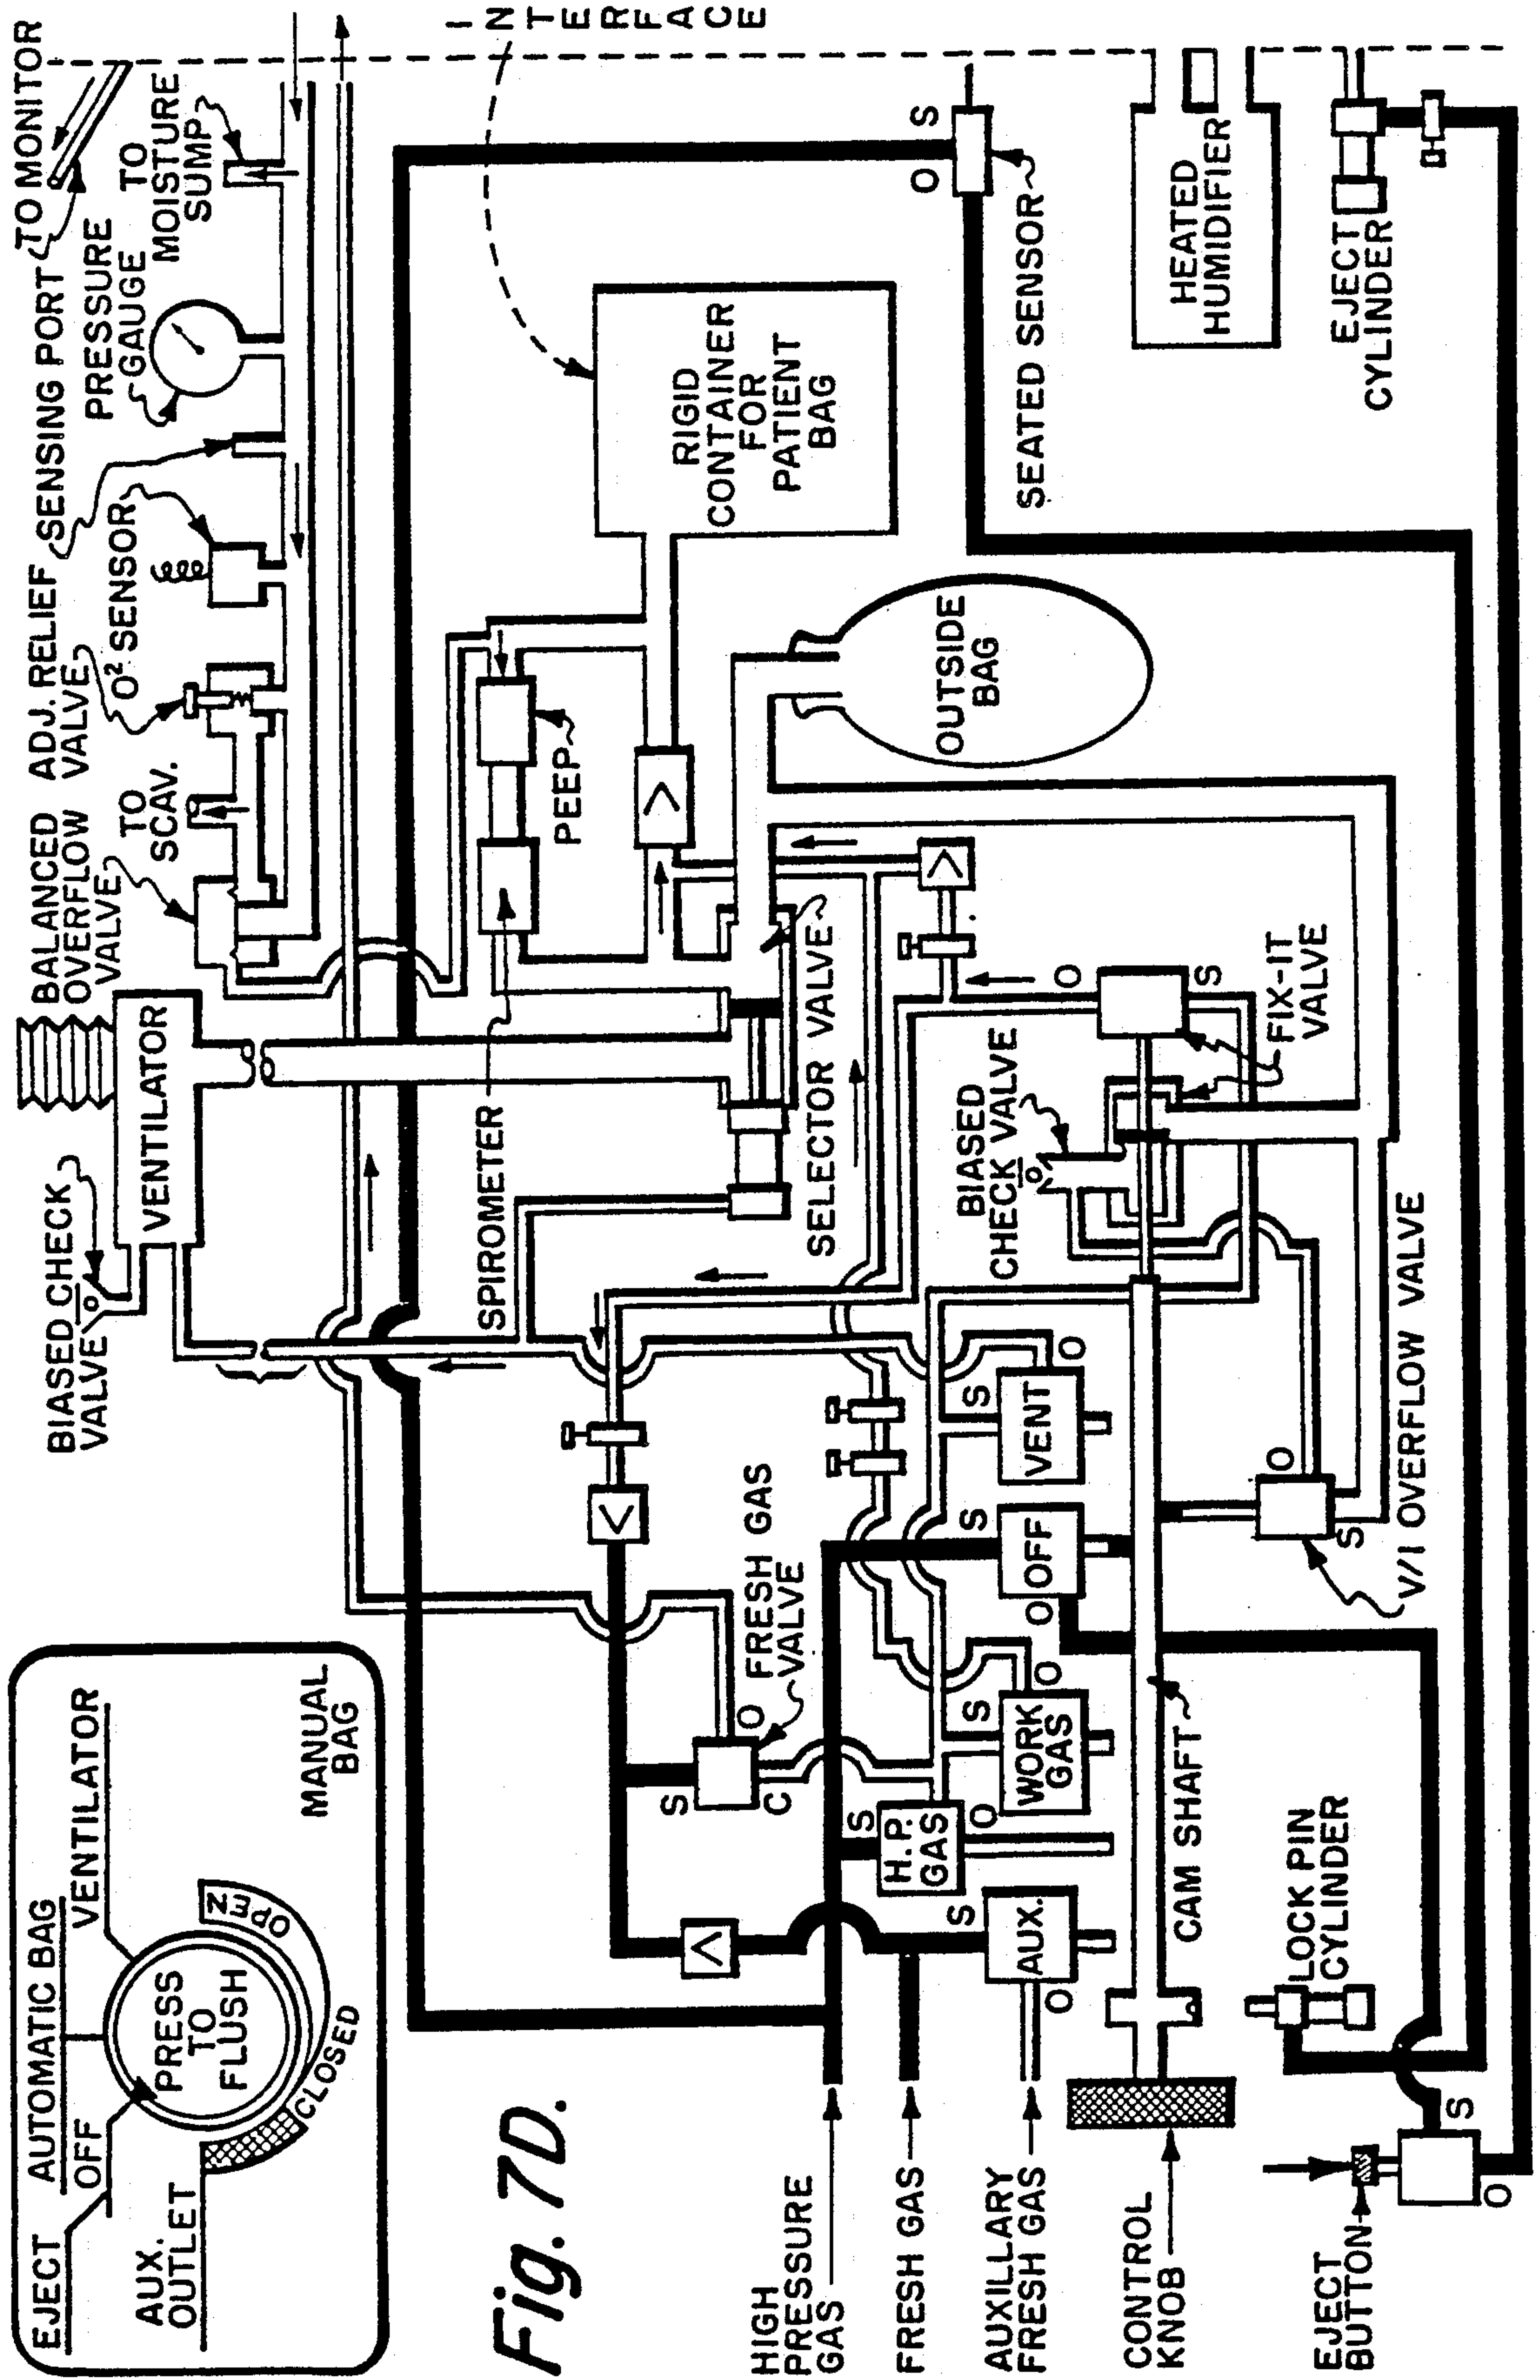 EJECT
AUTOMATIC BAG
OFF
VENTILATOR
PRESS
TO
FLUSH
OPEN
CLOSED
AUX.
OUTLET
MANUAL
BAG
BIASED CHECK
VALVE
VENTILATOR
BALANCED
OVERFLOW
VALVE
TO
SCAV.
ADJ. RELIEF
VALVE
O² SENSOR
SENSING PORT
PRESSURE
GAUGE
TO MONITOR
TO
MOISTURE
SUMP
INTERFACE
Fig. 7D.
SPIROMETER
PEEP
RIGID
CONTAINER
FOR
PATIENT
BAG
FRESH GAS
VALVE
S
O
C
SELECTOR VALVE
OUTSIDE
BAG
O
S
SEATED SENSOR
HIGH
PRESSURE
GAS
FRESH GAS
AUXILLARY
FRESH GAS
S
AUX.
O
S
H.P.
GAS
O
S
WORK
GAS
O
S
OFF
O
S
VENT
O
BIASED
CHECK VALVE
O
S
FIX-IT
VALVE
HEATED
HUMIDIFIER
CONTROL
KNOB
CAM SHAFT
LOCK PIN
CYLINDER
O
S
V/I OVERFLOW VALVE
EJECT
CYLINDER
EJECT
BUTTON
S
O